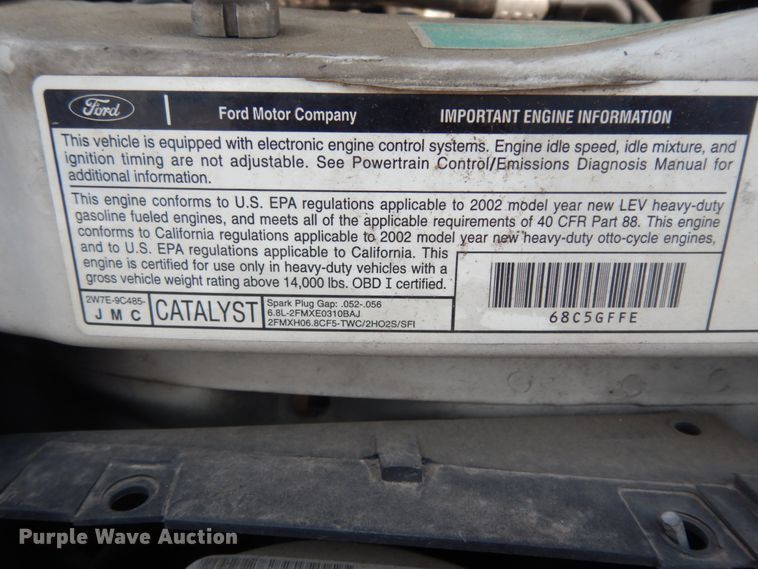 Ford Ford Motor Company IMPORTANT ENGINE INFORMATION
This vehicle is equipped with electronic engine control systems. Engine idle speed, idle mixture, and
ignition timing are not adjustable. See Powertrain Control/Emissions Diagnosis Manual for
additional information.
This engine conforms to U.S. EPA regulations applicable to 2002 model year new LEV heavy-duty
gasoline fueled engines, and meets all of the applicable requirements of 40 CFR Part 88. This engine
conforms to California regulations applicable to 2002 model year new heavy-duty otto-cycle engines,
and to U.S. EPA regulations applicable to California. This
engine is certified for use only in heavy-duty vehicles with a
gross vehicle weight rating above 14,000 lbs. OBD I certified.
2W7E-9C485-
J M C
CATALYST
Spark Plug Gap: .052-.056
6.8L-2FMXE0310BAJ
2FMXH06.8CF5-TWC/2HO2S/SFI
68C5GFFE
Purple Wave Auction